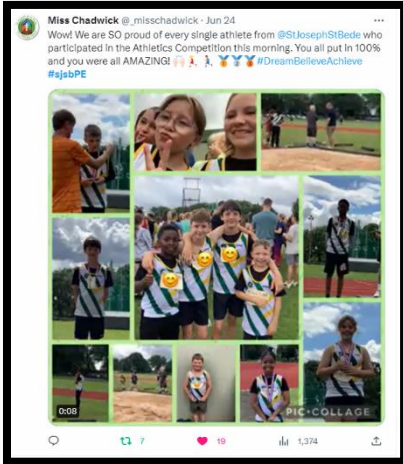 Miss Chadwick @_misschadwick · Jun 24
Wow! We are SO proud of every single athlete from @StJosephStBede who
participated in the Athletics Competition this morning. You all put in 100%
and you were all AMAZING! #DreamBelieveAchieve
#sjsbPE
0:08
PIC•COLLAGE
7 19 1,374